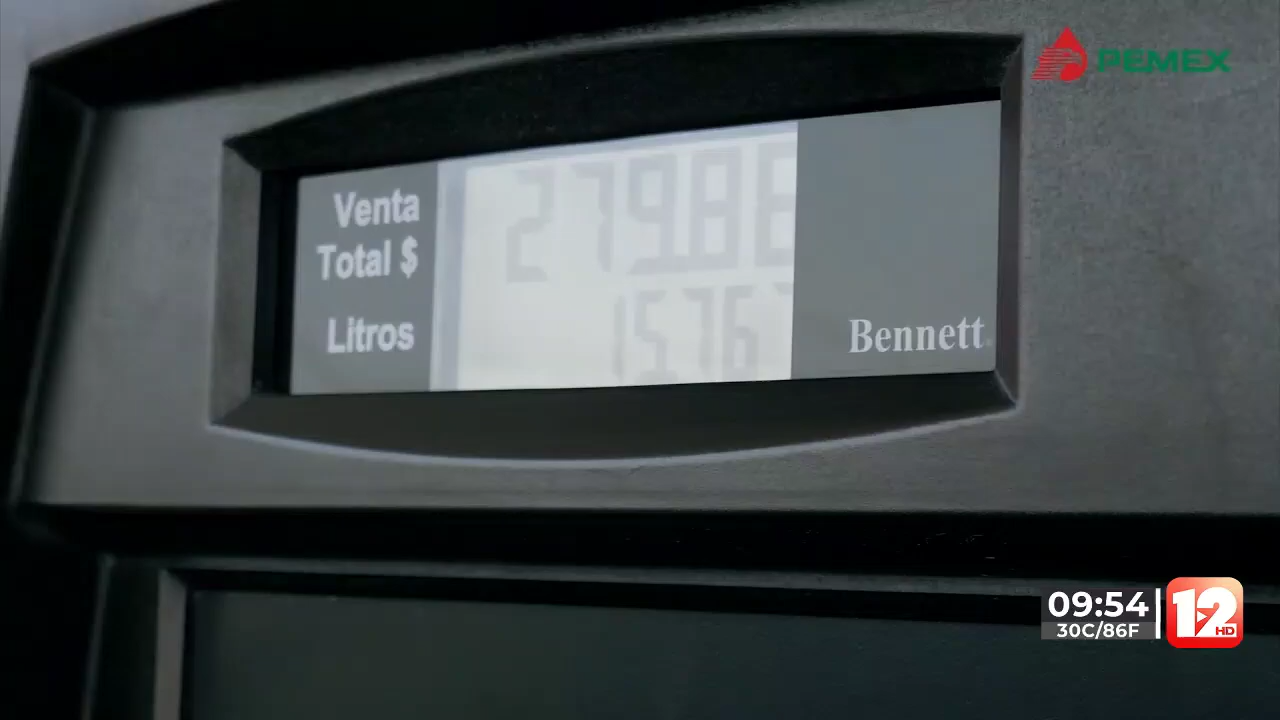 PEMEX
Venta
Total $
Litros
Bennett
09:54
30C/86F
12
HD